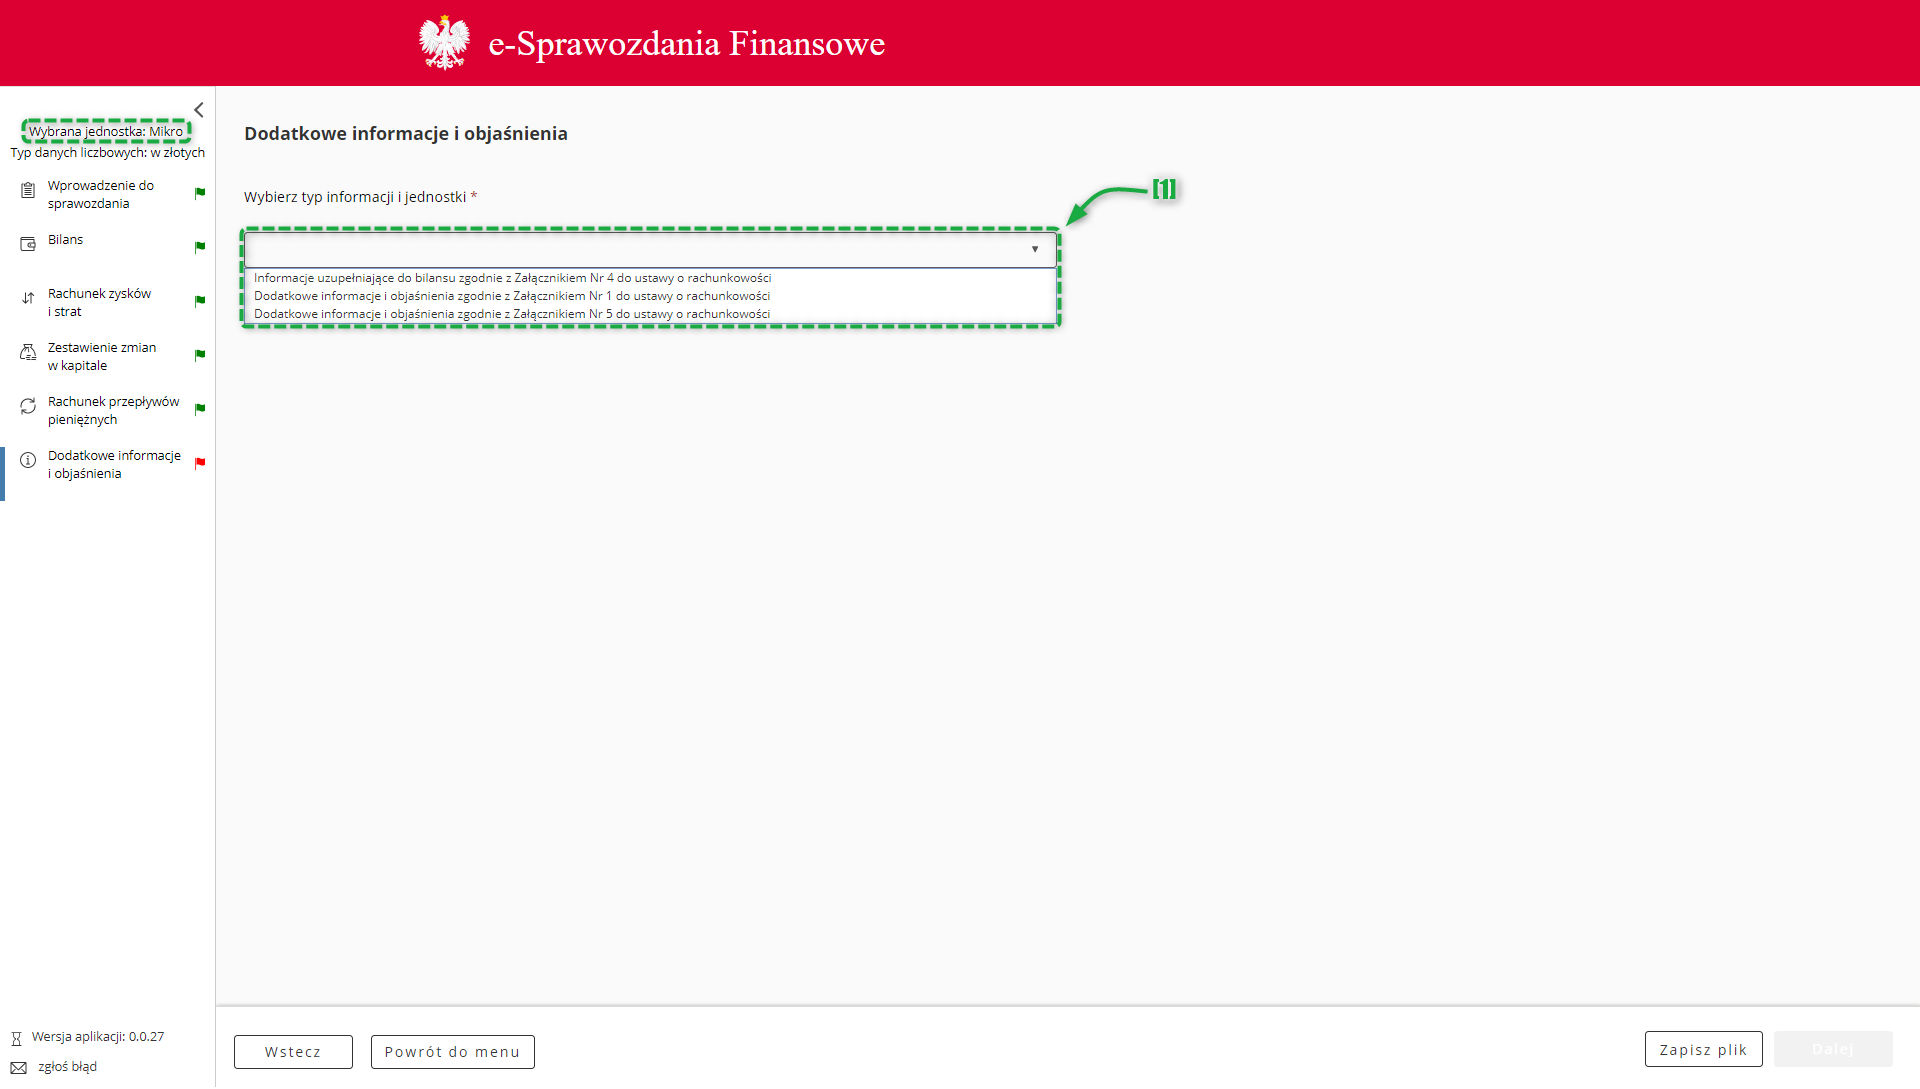 e-Sprawozdania Finansowe
Wybrana jednostka: Mikro
Typ danych liczbowych: w złotych
Wprowadzenie do
sprawozdania
Bilans
Rachunek zysków
i strat
Zestawienie zmian
w kapitale
Rachunek przepływów
pieniężnych
Dodatkowe informacje
i objaśnienia
Wersja aplikacji: 0.0.27
zgłoś błąd
Dodatkowe informacje i objaśnienia
Wybierz typ informacji i jednostki *
[1]
Informacje uzupełniające do bilansu zgodnie z Załącznikiem Nr 4 do ustawy o rachunkowości
Dodatkowe informacje i objaśnienia zgodnie z Załącznikiem Nr 1 do ustawy o rachunkowości
Dodatkowe informacje i objaśnienia zgodnie z Załącznikiem Nr 5 do ustawy o rachunkowości
Wstecz
Powrót do menu
Zapisz plik
Dalej